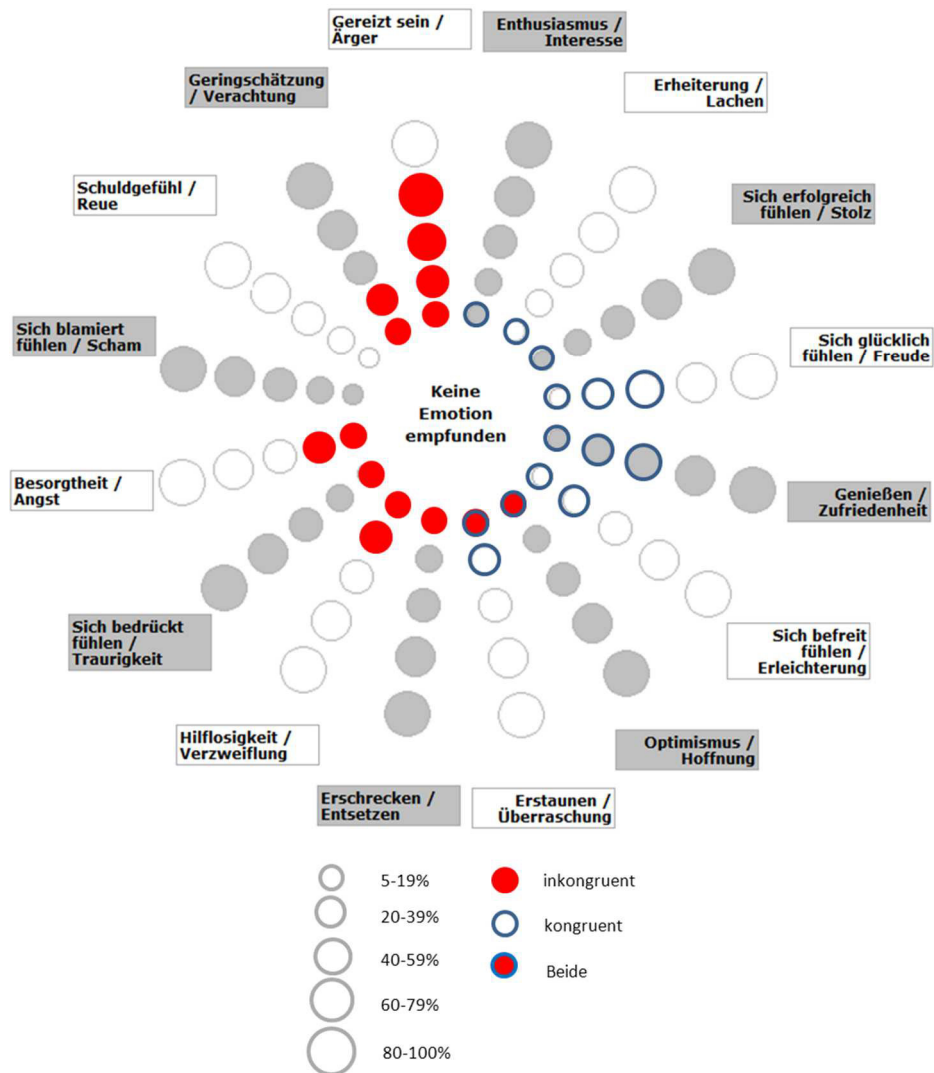 Gereizt sein /
Ärger
Enthusiasmus /
Interesse
Geringschätzung
/ Verachtung
Erheiterung /
Lachen
Schuldgefühl /
Reue
Sich erfolgreich
fühlen / Stolz
Sich blamiert
fühlen / Scham
Sich glücklich
fühlen / Freude
Keine
Emotion
empfunden
Besorgtheit /
Angst
Genießen /
Zufriedenheit
Sich bedrückt
fühlen /
Traurigkeit
Sich befreit
fühlen /
Erleichterung
Hilflosigkeit /
Verzweiflung
Optimismus /
Hoffnung
Erschrecken /
Entsetzen
Erstaunen /
Überraschung
5-19%
20-39%
40-59%
60-79%
80-100%
inkongruent
kongruent
Beide